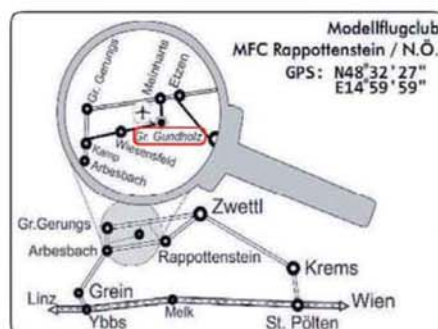 Modellflugclub
MFC Rappottenstein / N.Ö.
GPS: N48°32'27"
E14°59'59"
Gr. Gerungs
Meinharts
Etzen
Gr. Gundholz
Wiesensfeld
Kamp
Arbesbach
Zwettl
Gr.Gerungs
Arbesbach
Rappottenstein
Krems
Linz
Grein
Wien
Ybbs
Melk
St. Pölten